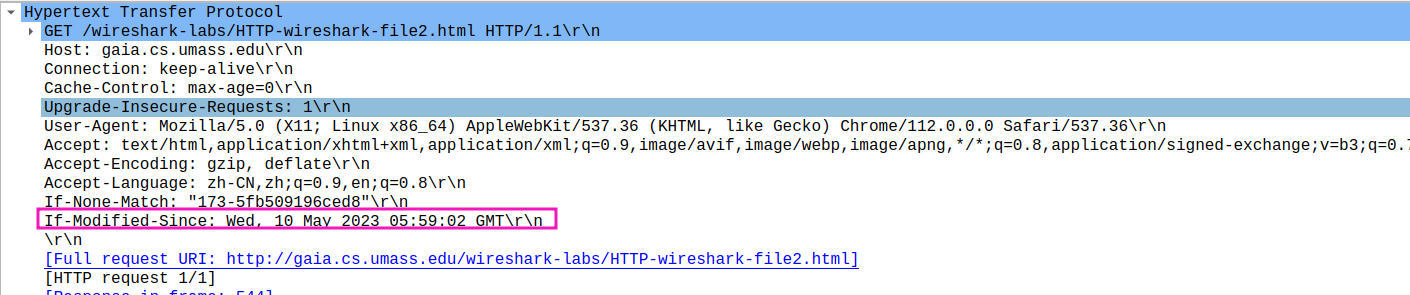 Hypertext Transfer Protocol
GET /wireshark-labs/HTTP-wireshark-file2.html HTTP/1.1\r\n
Host: gaia.cs.umass.edu\r\n
Connection: keep-alive\r\n
Cache-Control: max-age=0\r\n
Upgrade-Insecure-Requests: 1\r\n
User-Agent: Mozilla/5.0 (X11; Linux x86_64) AppleWebKit/537.36 (KHTML, like Gecko) Chrome/112.0.0.0 Safari/537.36\r\n
Accept: text/html,application/xhtml+xml,application/xml;q=0.9,image/avif,image/webp,image/apng,*/*;q=0.8,application/signed-exchange;v=b3;q=0.7
Accept-Encoding: gzip, deflate\r\n
Accept-Language: zh-CN,zh;q=0.9,en;q=0.8\r\n
If-None-Match: "173-5fb509196ced8"\r\n
If-Modified-Since: Wed, 10 May 2023 05:59:02 GMT\r\n
\r\n
[Full request URI: http://gaia.cs.umass.edu/wireshark-labs/HTTP-wireshark-file2.html]
[HTTP request 1/1]
[Response in frame: 544]